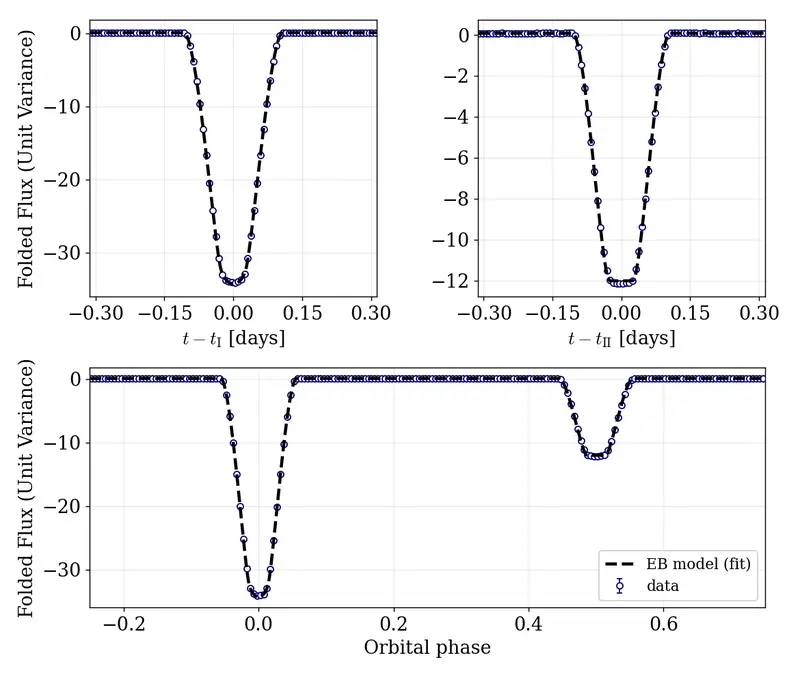 Folded Flux (Unit Variance)
0
−10
−20
−30
−0.30 −0.15 0.00 0.15 0.30
t − tI [days]
0
−2
−4
−6
−8
−10
−12
−0.30 −0.15 0.00 0.15 0.30
t − tII [days]
Folded Flux (Unit Variance)
0
−10
−20
−30
−0.2 0.0 0.2 0.4 0.6
Orbital phase
EB model (fit)
data